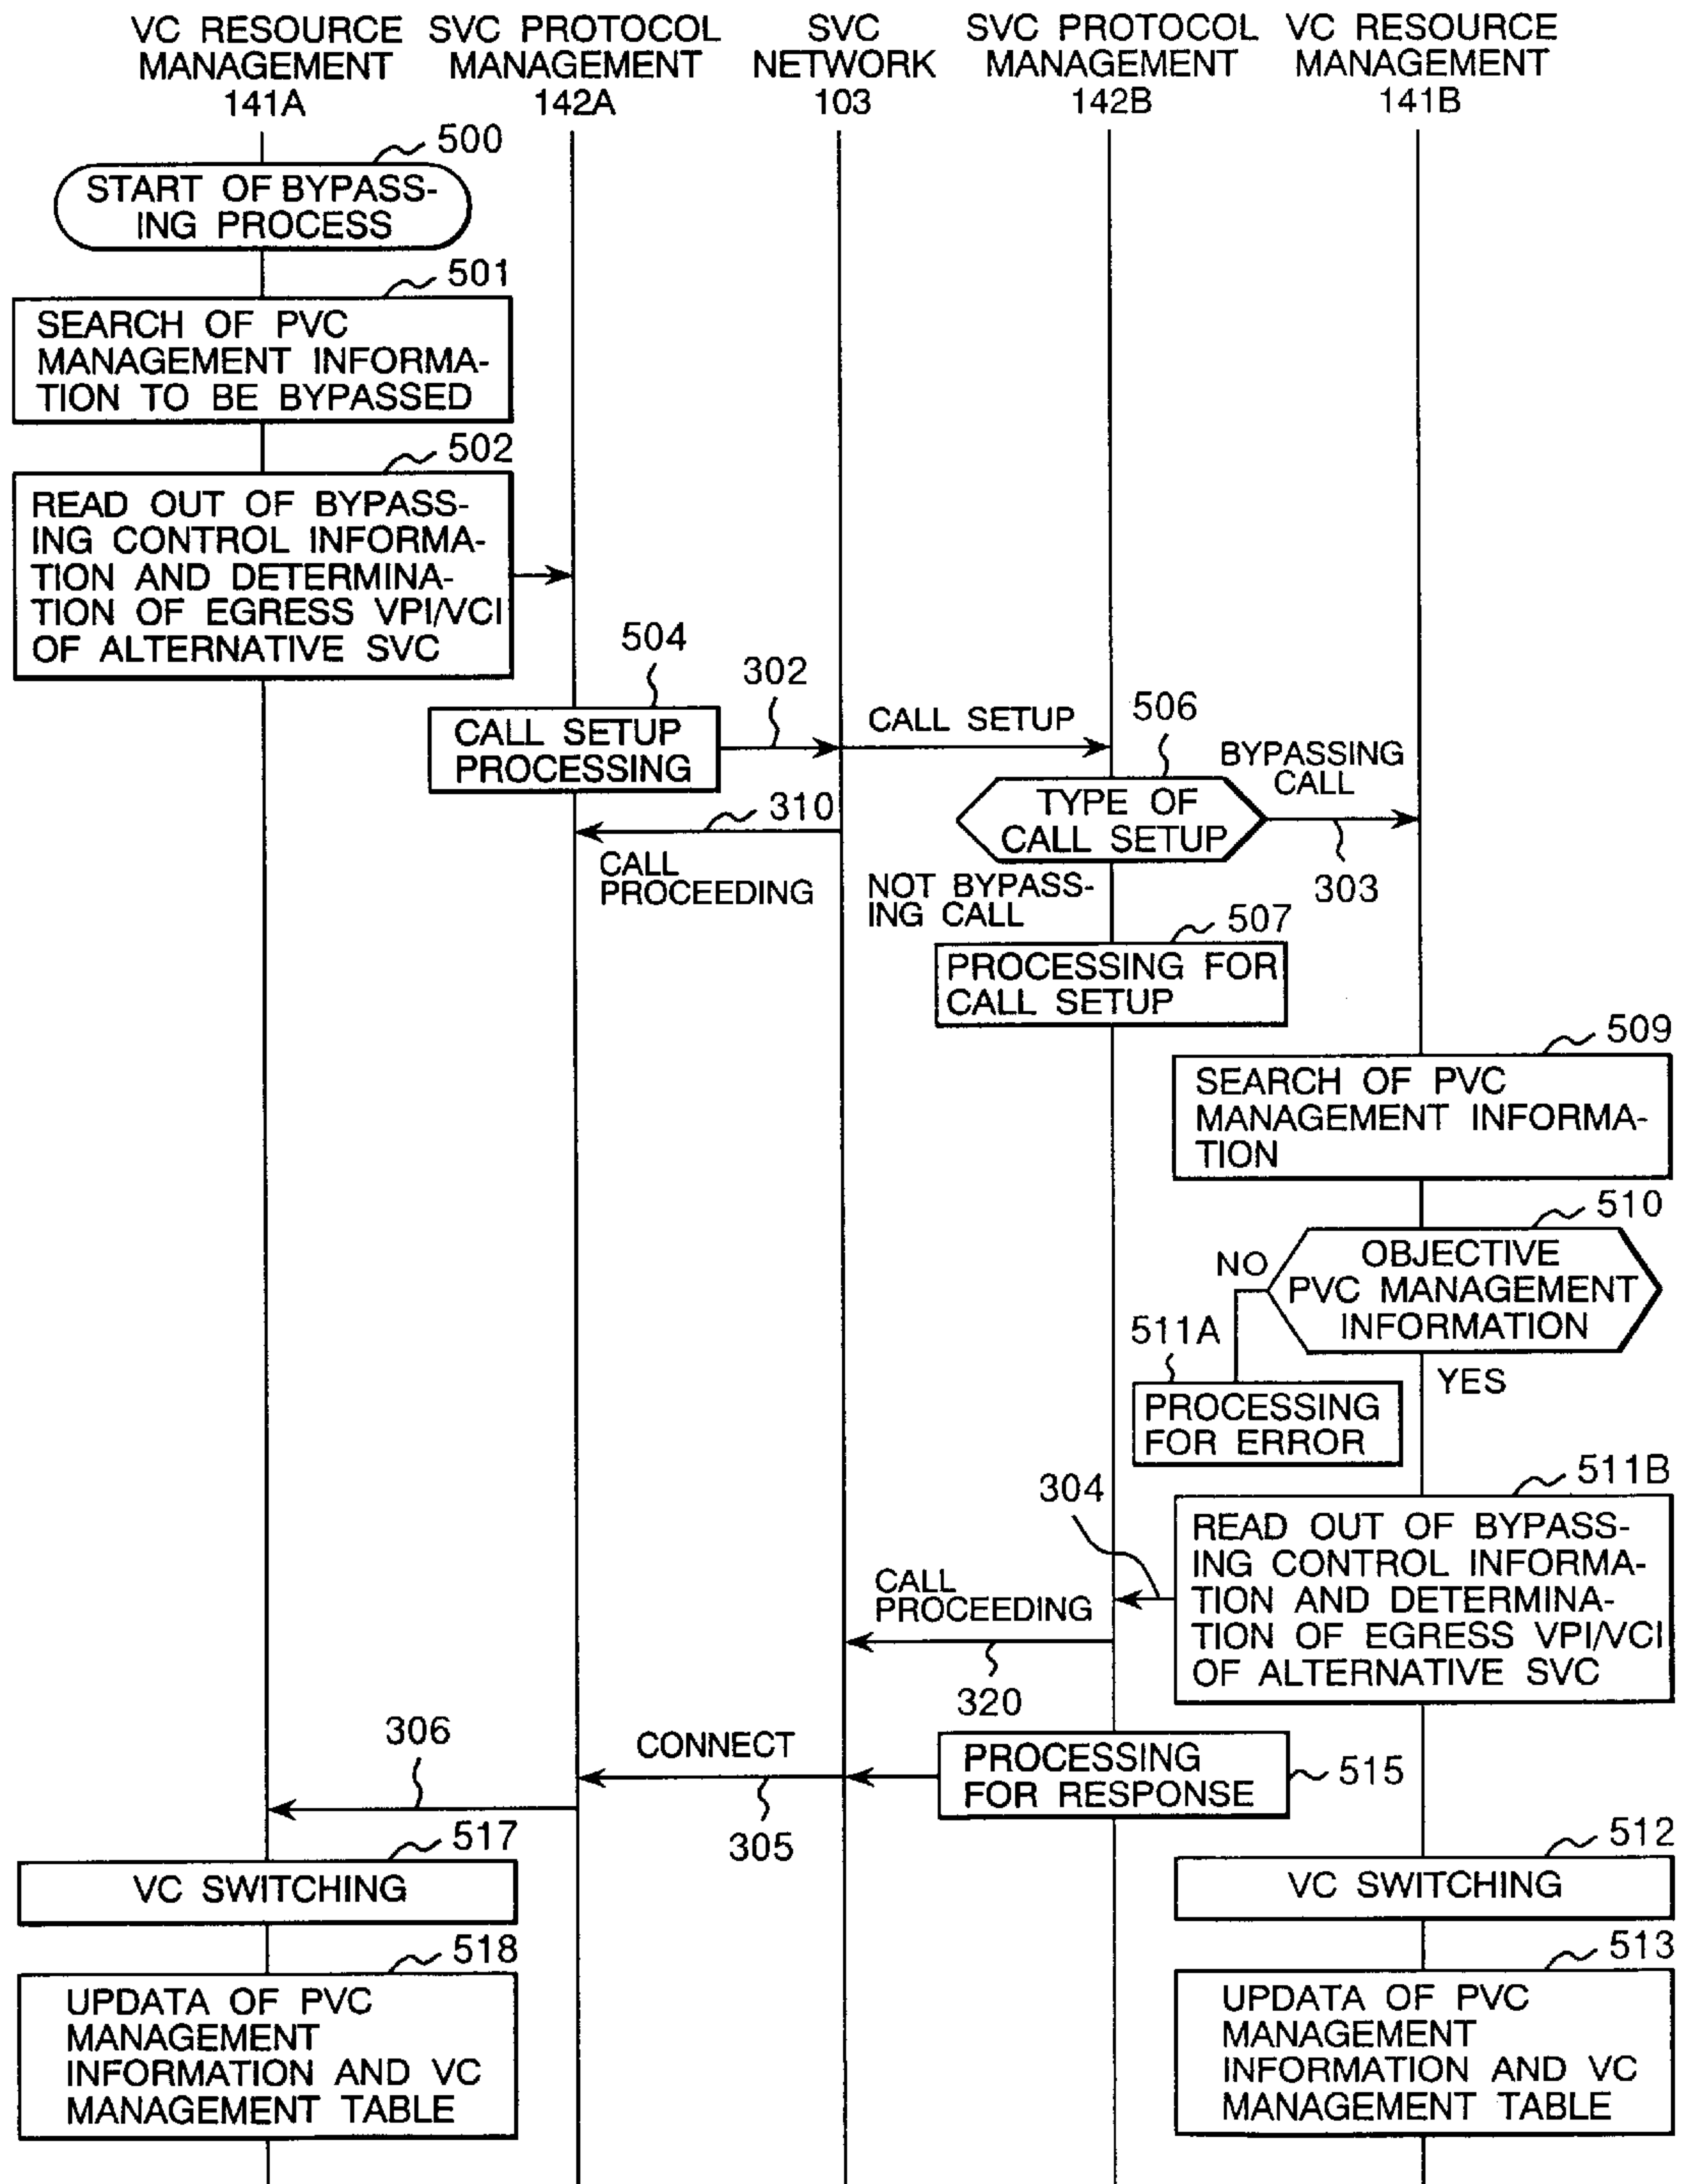 VC RESOURCE
MANAGEMENT
141A
SVC PROTOCOL
MANAGEMENT
142A
SVC
NETWORK
103
SVC PROTOCOL
MANAGEMENT
142B
VC RESOURCE
MANAGEMENT
141B
500
START OF BYPASS-
ING PROCESS
501
SEARCH OF PVC
MANAGEMENT INFORMA-
TION TO BE BYPASSED
502
READ OUT OF BYPASS-
ING CONTROL INFORMA-
TION AND DETERMINA-
TION OF EGRESS VPI/VCI
OF ALTERNATIVE SVC
504
CALL SETUP
PROCESSING
302
CALL SETUP
506
TYPE OF
CALL SETUP
BYPASSING
CALL
303
310
CALL
PROCEEDING
NOT BYPASS-
ING CALL
507
PROCESSING FOR
CALL SETUP
509
SEARCH OF PVC
MANAGEMENT INFORMA-
TION
510
OBJECTIVE
PVC MANAGEMENT
INFORMATION
NO
YES
511A
PROCESSING
FOR ERROR
511B
READ OUT OF BYPASS-
ING CONTROL INFORMA-
TION AND DETERMINA-
TION OF EGRESS VPI/VCI
OF ALTERNATIVE SVC
304
CALL
PROCEEDING
320
PROCESSING
FOR RESPONSE
515
CONNECT
305
306
517
VC SWITCHING
512
VC SWITCHING
518
UPDATA OF PVC
MANAGEMENT
INFORMATION AND VC
MANAGEMENT TABLE
513
UPDATA OF PVC
MANAGEMENT
INFORMATION AND VC
MANAGEMENT TABLE